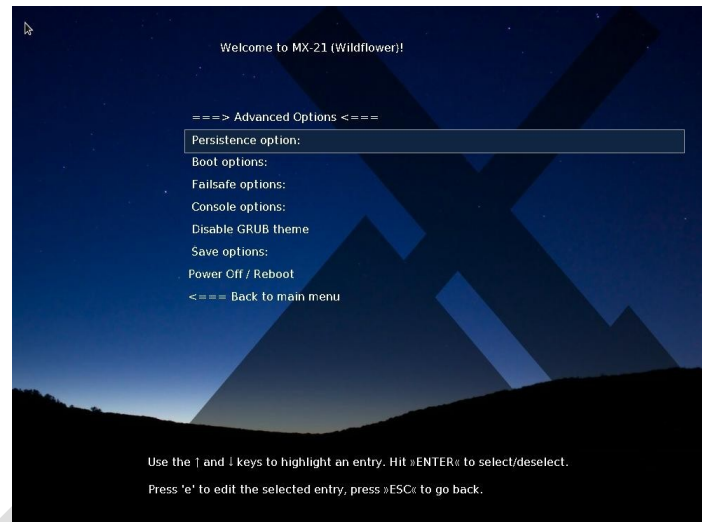 Welcome to MX-21 (Wildflower)!
===> Advanced Options <===
Persistence option:
Boot options:
Failsafe options:
Console options:
Disable GRUB theme
Save options:
Power Off / Reboot
<=== Back to main menu
Use the ↑ and ↓ keys to highlight an entry. Hit »ENTER« to select/deselect.
Press 'e' to edit the selected entry, press »ESC« to go back.